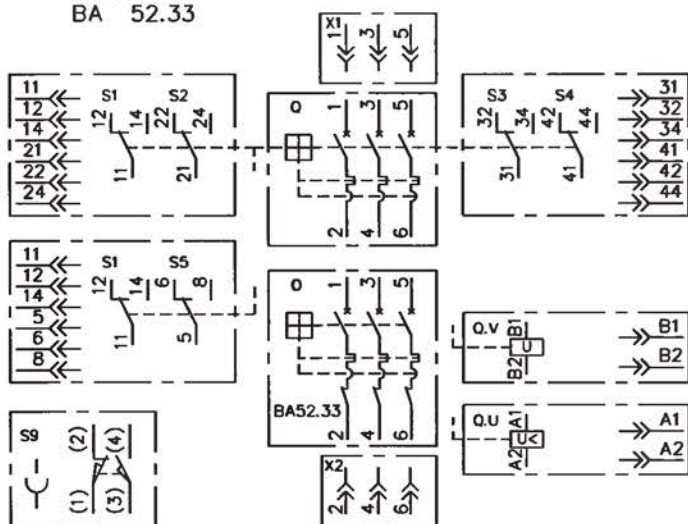 BA 52.33
X1
1 3 5
11
12
14
21
22
24
S1
12 14
11
S2
22 24
21
Q
1 3 5
2 4 6
S3
32 34
31
S4
42 44
41
31
32
34
41
42
44
11
12
14
5
6
8
S1
12 14
11
S5
6 8
5
Q
1 3 5
BA52.33
2 4 6
Q.V
B1
U
B2
B1
B2
Q.U
A1
U<
A2
A1
A2
S9
(2) (4)
(1) (3)
X2
2 4 6